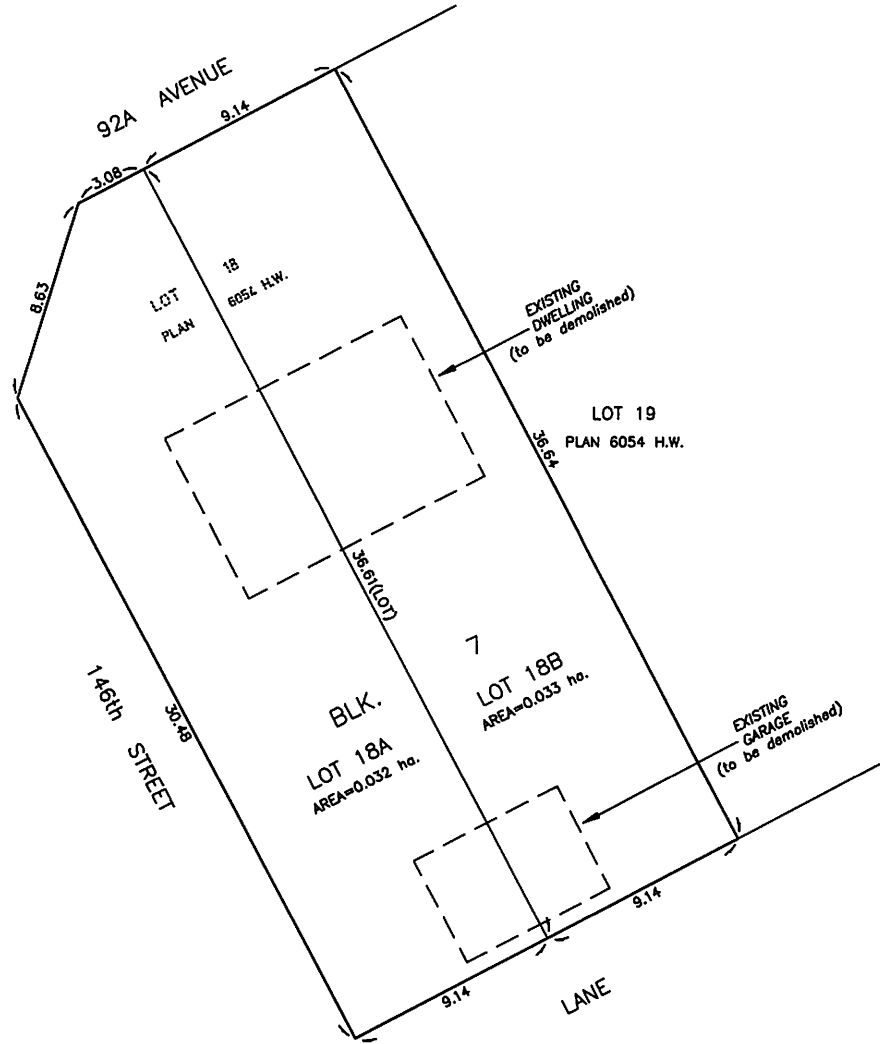 92A AVENUE
9.14
3.08
8.63
LOT 18
PLAN 6054 H.W.
EXISTING
DWELLING
(to be demolished)
LOT 19
PLAN 6054 H.W.
36.64
36.61(LOT)
7
LOT 18B
AREA=0.033 ha.
BLK.
LOT 18A
AREA=0.032 ha.
146th STREET
30.48
EXISTING
GARAGE
(to be demolished)
9.14
9.14
LANE